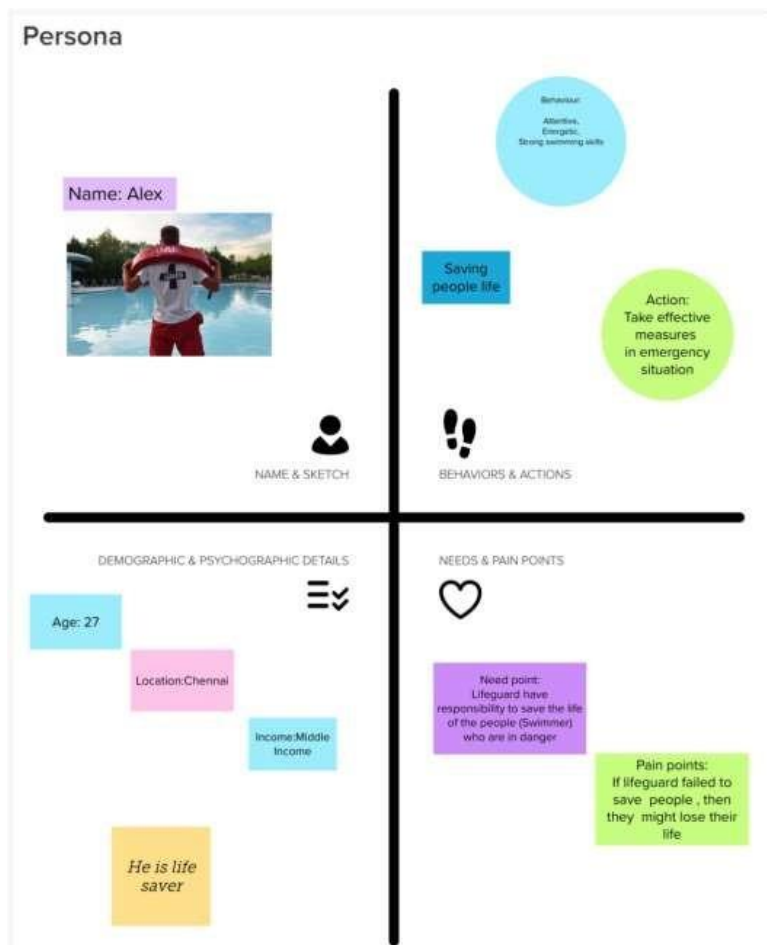 Persona
Name: Alex
NAME & SKETCH
Behaviour:
Attentive,
Energetic,
Strong swimming skills
Saving
people life
Action:
Take effective
measures
in emergency
situation
BEHAVIORS & ACTIONS
DEMOGRAPHIC & PSYCHOGRAPHIC DETAILS
Age: 27
Location:Chennai
Income:Middle
Income
He is life
saver
NEEDS & PAIN POINTS
Need point:
Lifeguard have
responsibility to save the life
of the people (Swimmer)
who are in danger
Pain points:
If lifeguard failed to
save people , then
they might lose their
life